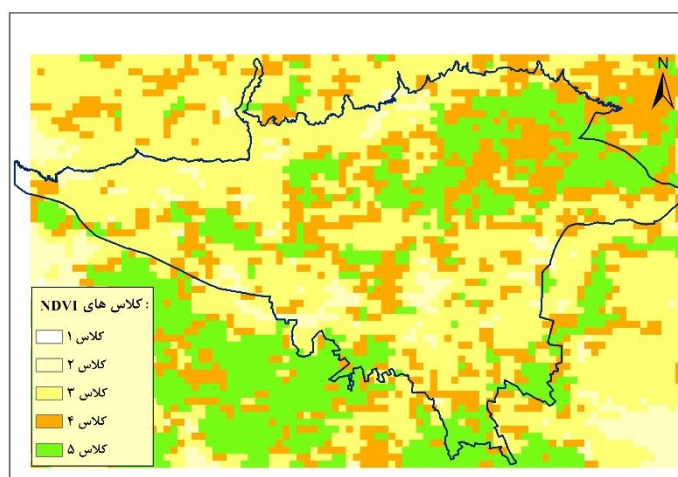 N
کلاس های NDVI :
کلاس ۱
کلاس ۲
کلاس ۳
کلاس ۴
کلاس ۵